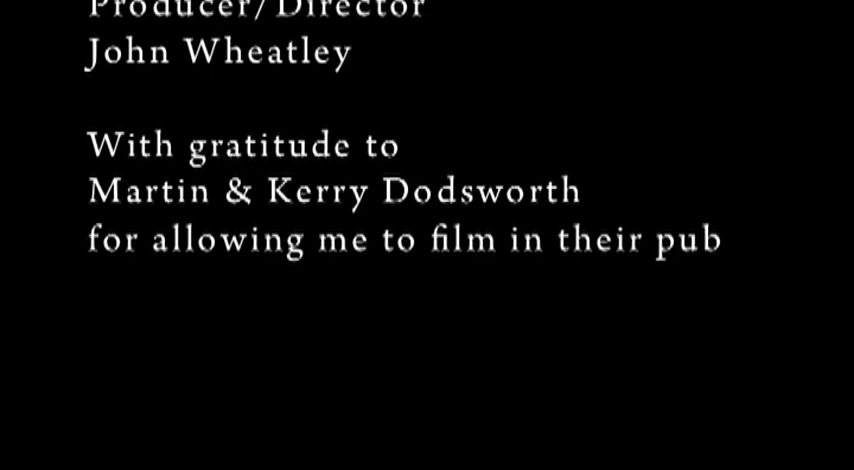 Producer/Director
John Wheatley
With gratitude to
Martin & Kerry Dodsworth
for allowing me to film in their pub